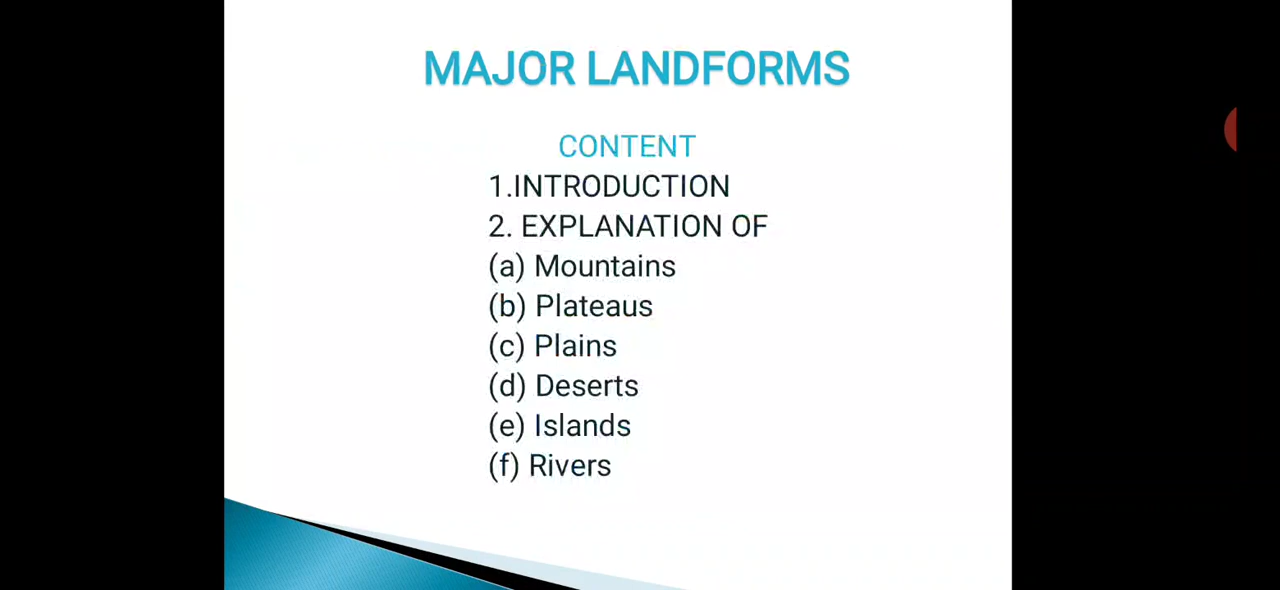 MAJOR LANDFORMS
CONTENT
1.INTRODUCTION
2. EXPLANATION OF
(a) Mountains
(b) Plateaus
(c) Plains
(d) Deserts
(e) Islands
(f) Rivers